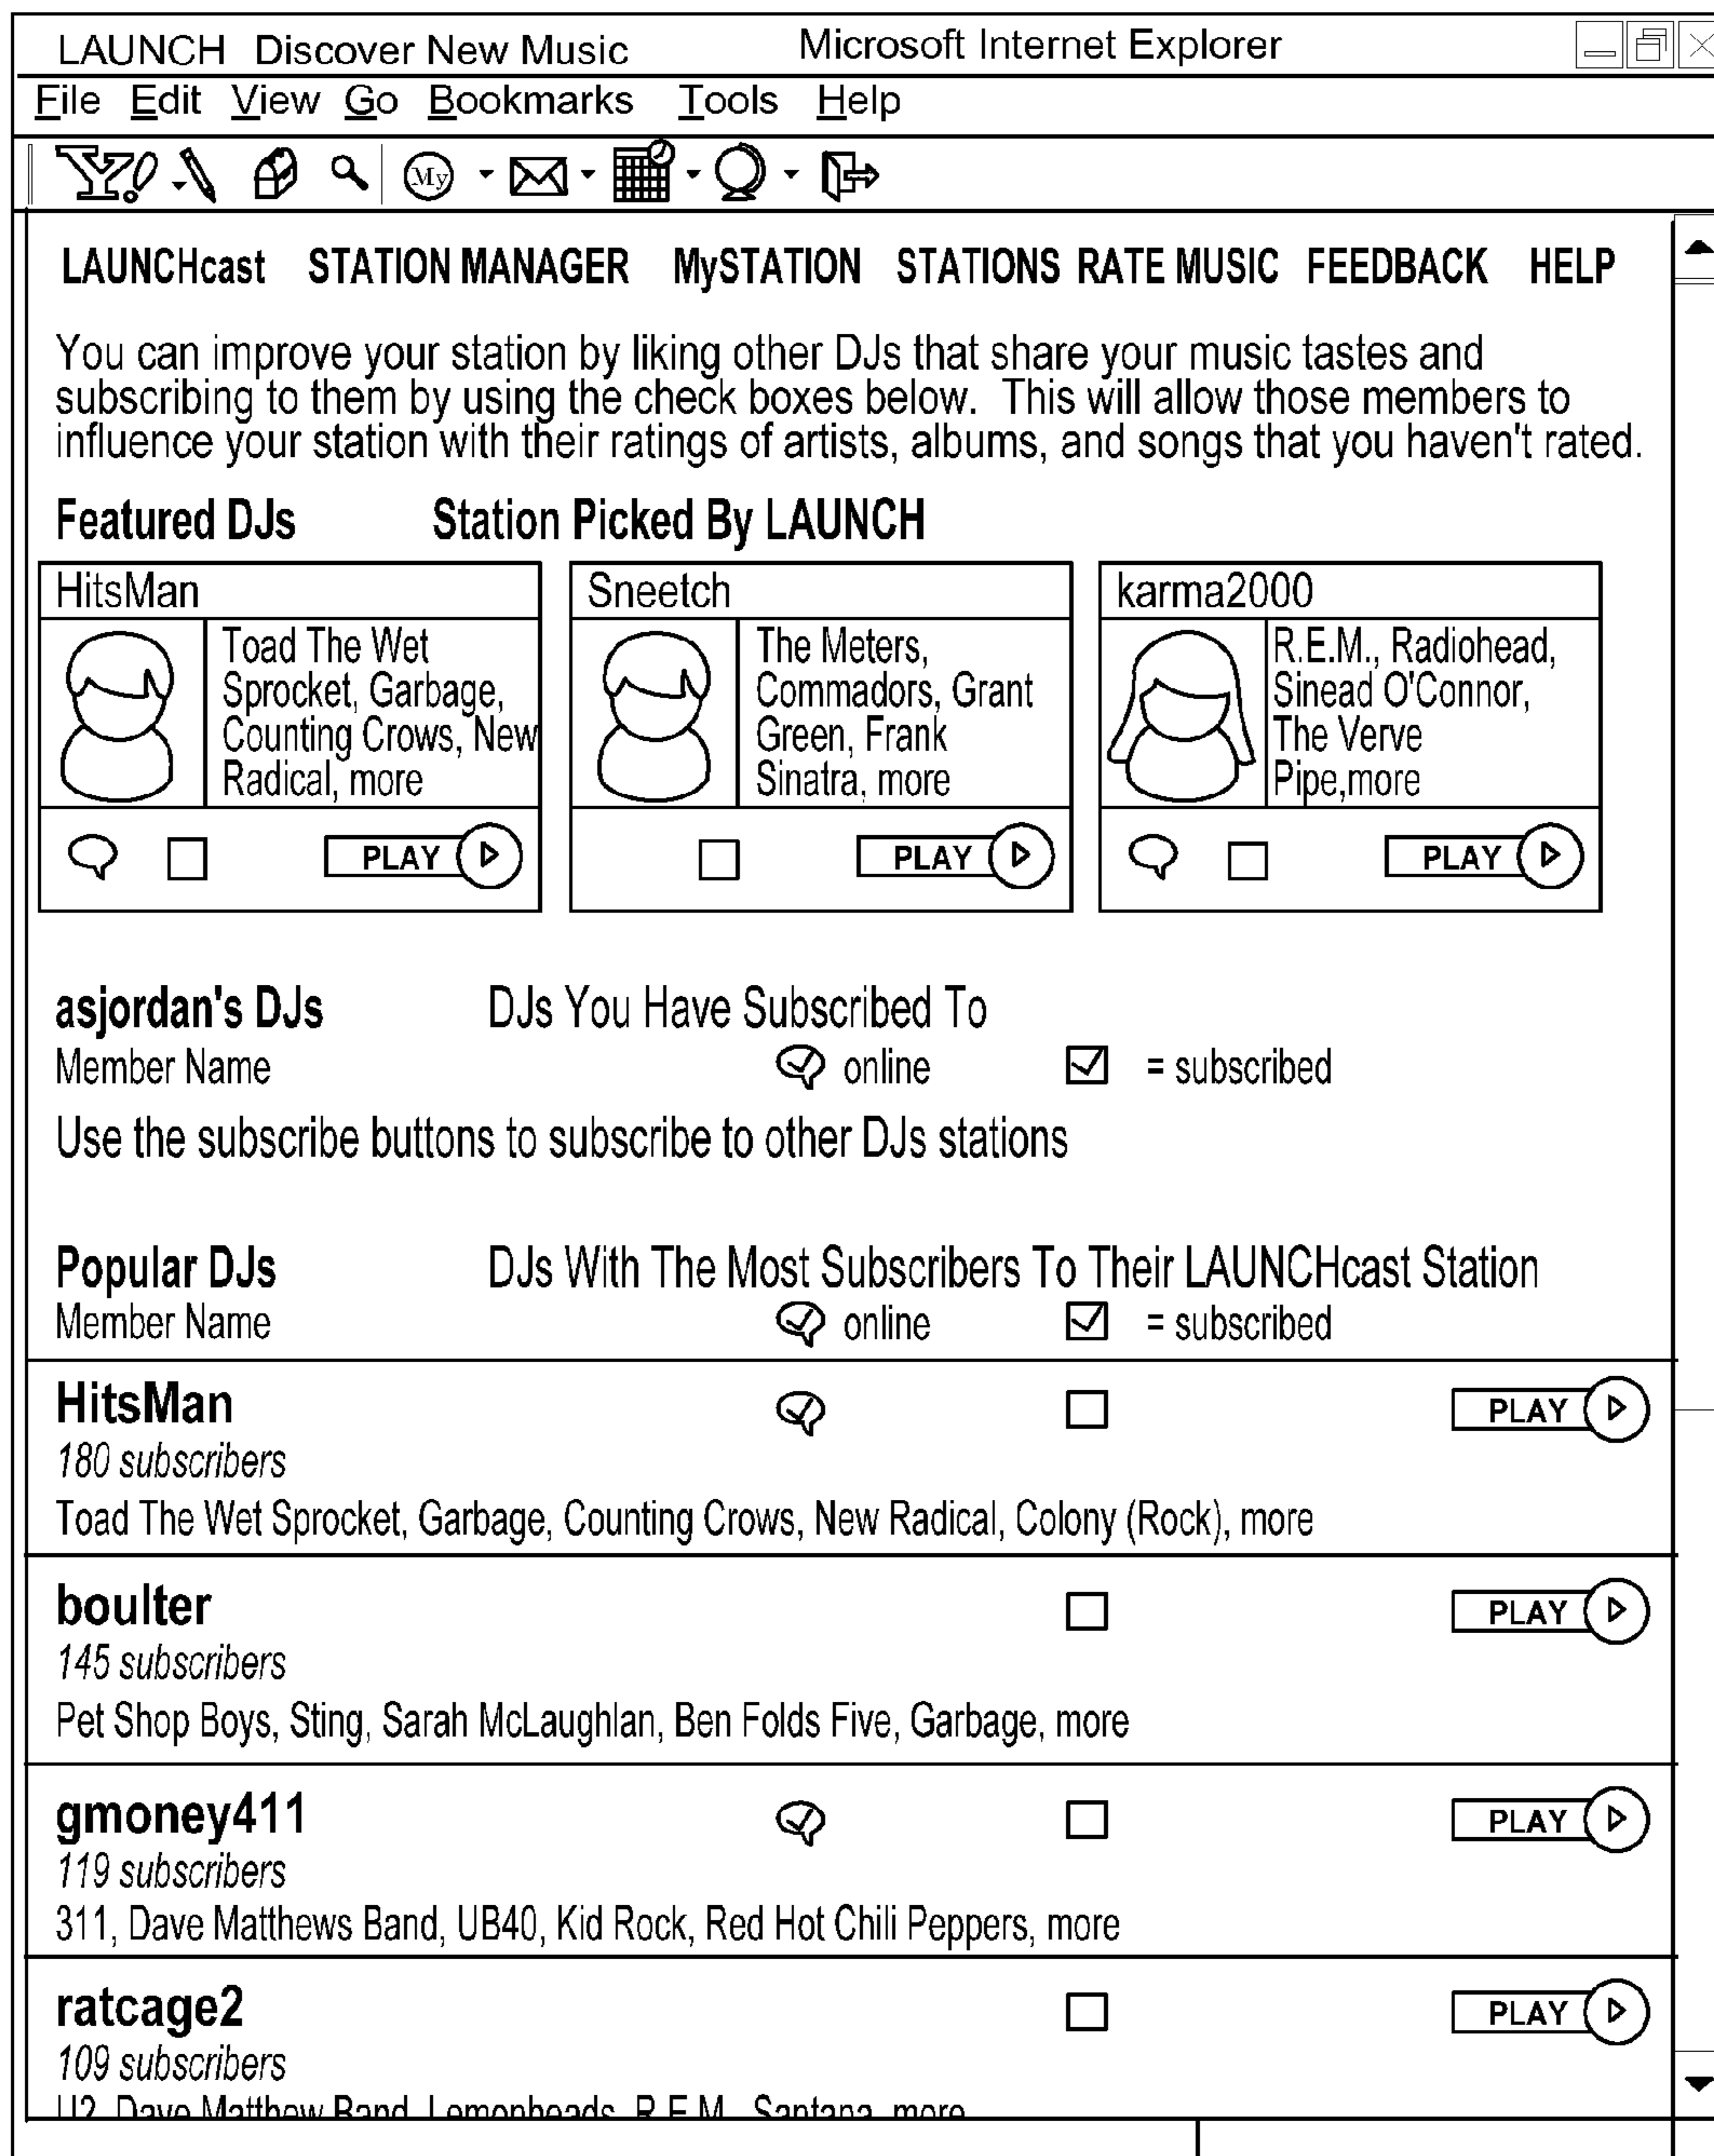 LAUNCH Discover New Music Microsoft Internet Explorer
File Edit View Go Bookmarks Tools Help
Y! My
LAUNCHcast STATION MANAGER MySTATION STATIONS RATE MUSIC FEEDBACK HELP
You can improve your station by liking other DJs that share your music tastes and
subscribing to them by using the check boxes below. This will allow those members to
influence your station with their ratings of artists, albums, and songs that you haven't rated.
Featured DJs Station Picked By LAUNCH
HitsMan
Toad The Wet
Sprocket, Garbage,
Counting Crows, New
Radical, more
PLAY
Sneetch
The Meters,
Commadors, Grant
Green, Frank
Sinatra, more
PLAY
karma2000
R.E.M., Radiohead,
Sinead O'Connor,
The Verve
Pipe,more
PLAY
asjordan's DJs DJs You Have Subscribed To
Member Name online = subscribed
Use the subscribe buttons to subscribe to other DJs stations
Popular DJs DJs With The Most Subscribers To Their LAUNCHcast Station
Member Name online = subscribed
HitsMan PLAY
180 subscribers
Toad The Wet Sprocket, Garbage, Counting Crows, New Radical, Colony (Rock), more
boulter PLAY
145 subscribers
Pet Shop Boys, Sting, Sarah McLaughlan, Ben Folds Five, Garbage, more
gmoney411 PLAY
119 subscribers
311, Dave Matthews Band, UB40, Kid Rock, Red Hot Chili Peppers, more
ratcage2 PLAY
109 subscribers
U2, Dave Matthew Band, Lemonheads, R.E.M., Santana, more